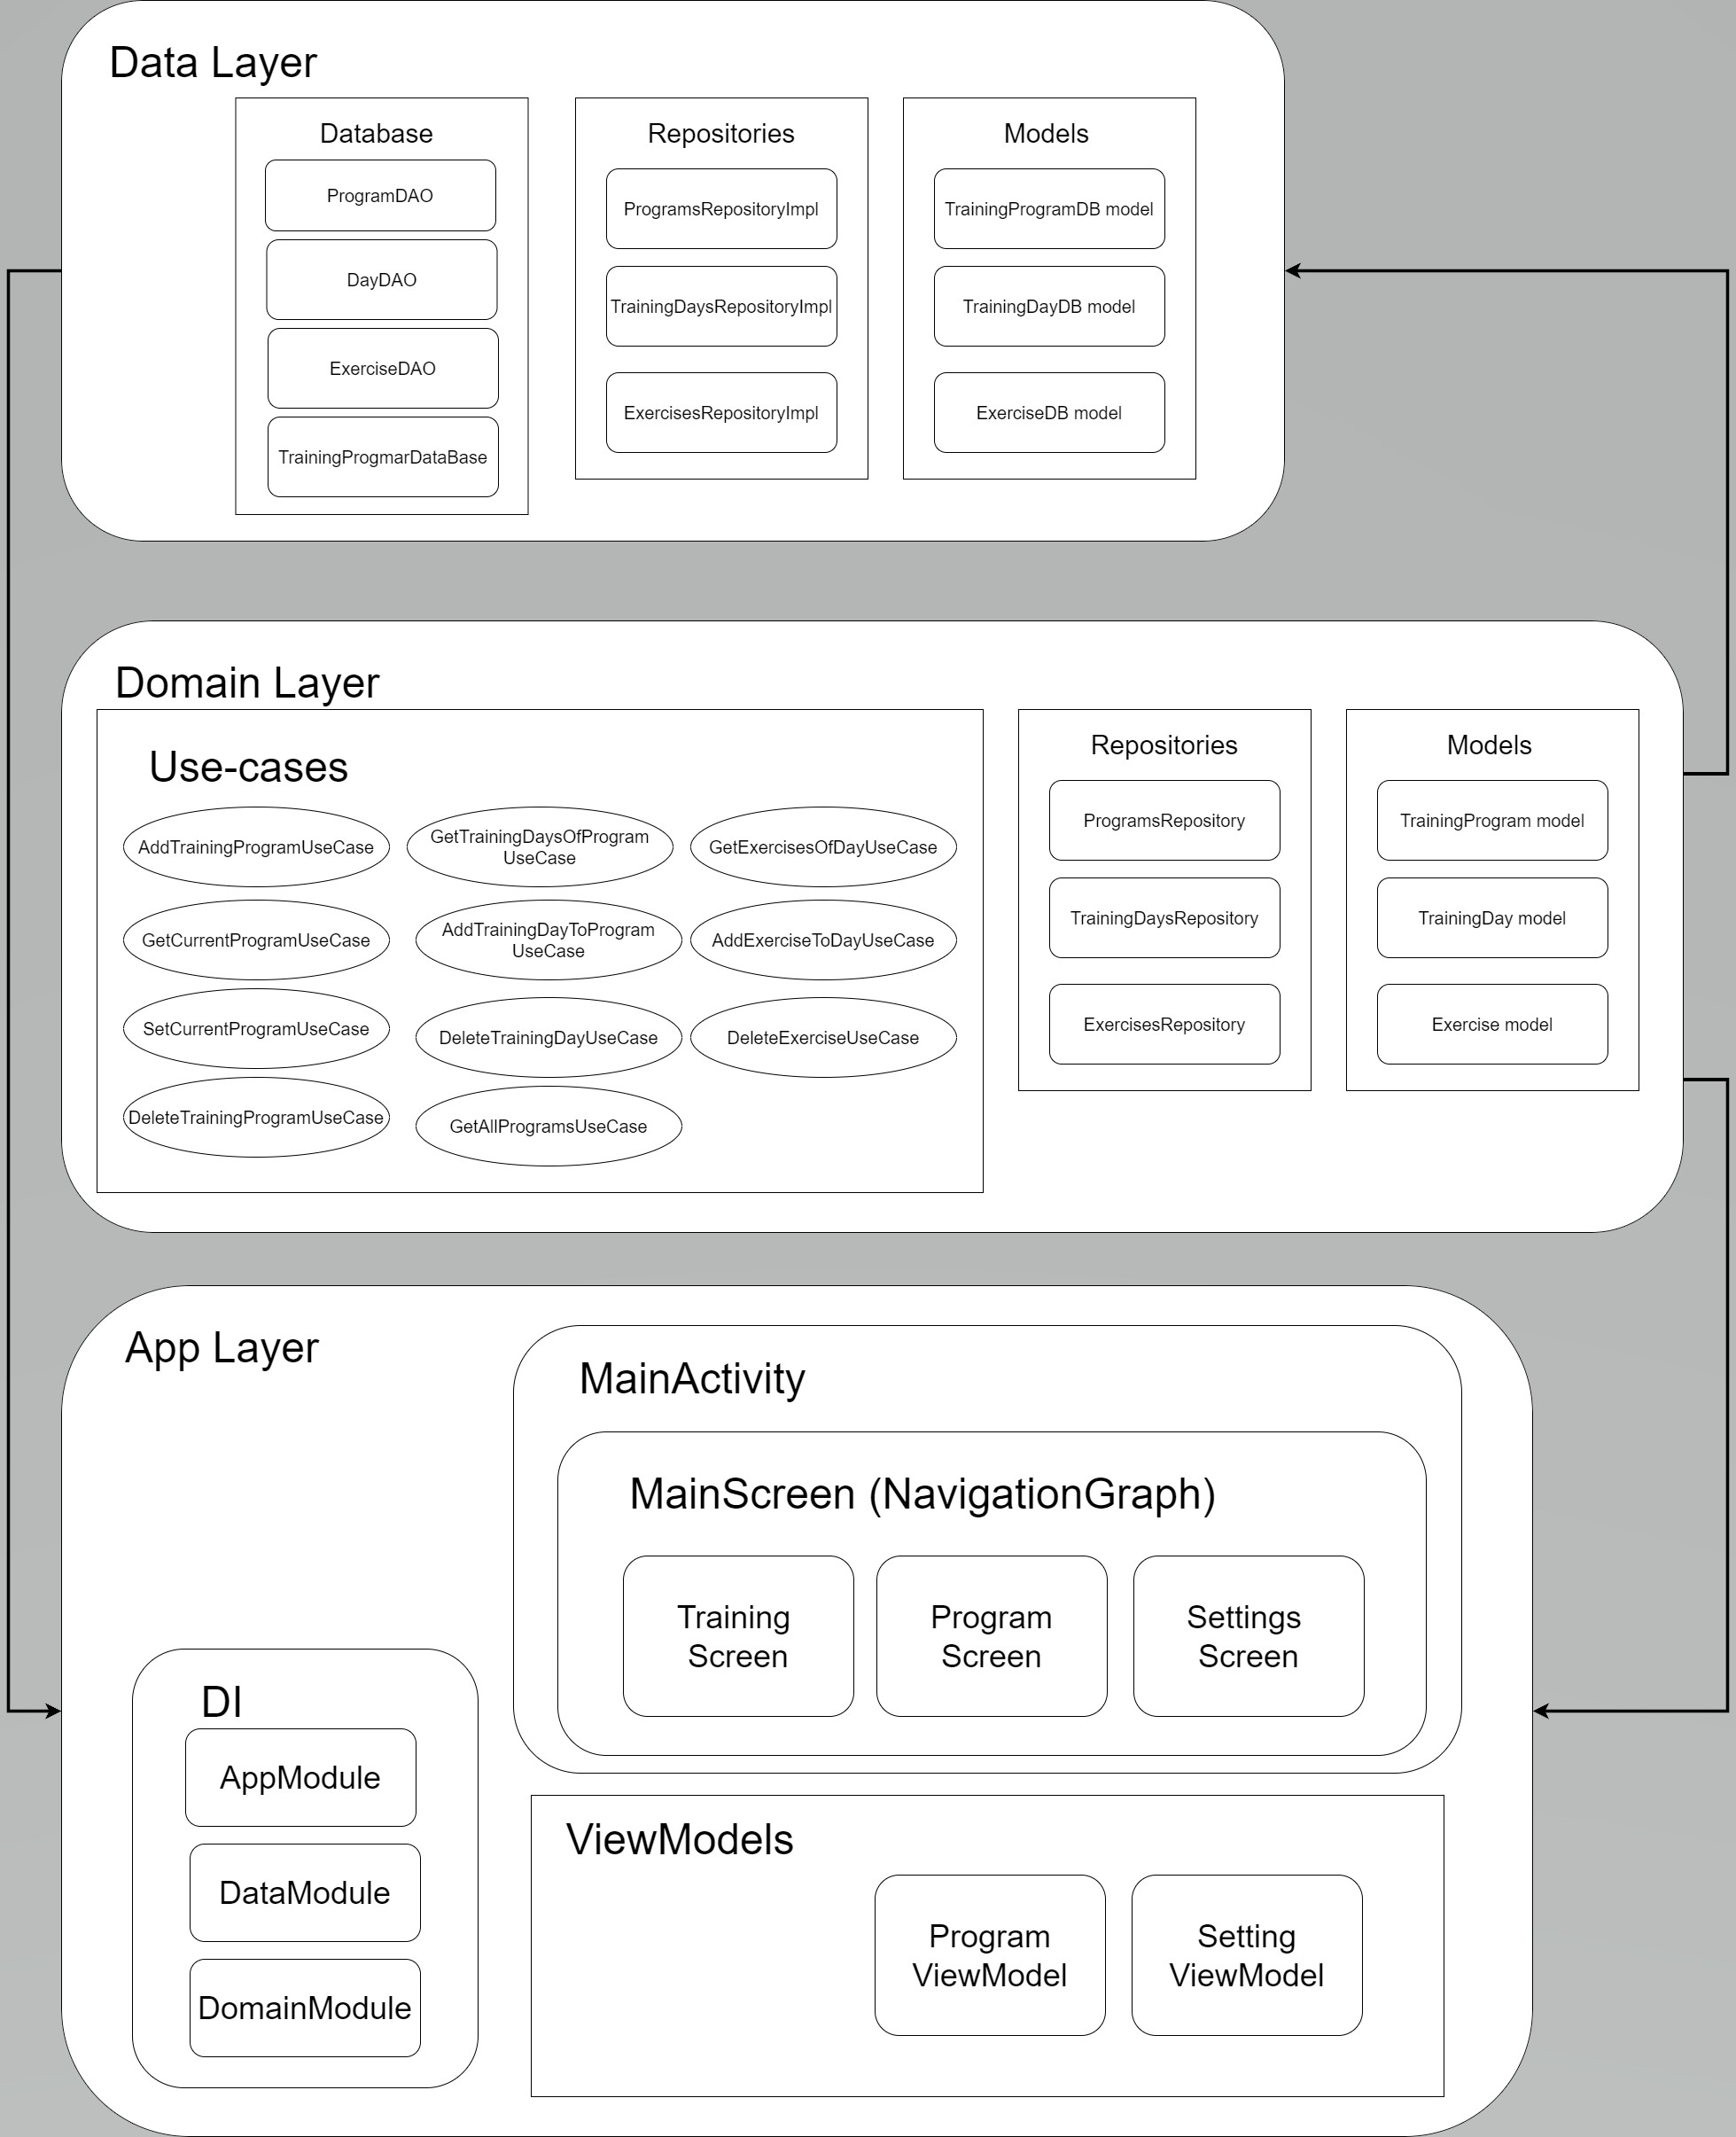 Data Layer
Database
ProgramDAO
DayDAO
ExerciseDAO
TrainingProgmarDataBase
Repositories
ProgramsRepositoryImpl
TrainingDaysRepositoryImpl
ExercisesRepositoryImpl
Models
TrainingProgramDB model
TrainingDayDB model
ExerciseDB model
Domain Layer
Use-cases
AddTrainingProgramUseCase
GetTrainingDaysOfProgram
UseCase
GetExercisesOfDayUseCase
GetCurrentProgramUseCase
AddTrainingDayToProgram
UseCase
AddExerciseToDayUseCase
SetCurrentProgramUseCase
DeleteTrainingDayUseCase
DeleteExerciseUseCase
DeleteTrainingProgramUseCase
GetAllProgramsUseCase
Repositories
ProgramsRepository
TrainingDaysRepository
ExercisesRepository
Models
TrainingProgram model
TrainingDay model
Exercise model
App Layer
MainActivity
MainScreen (NavigationGraph)
Training
Screen
Program
Screen
Settings
Screen
DI
AppModule
DataModule
DomainModule
ViewModels
Program
ViewModel
Setting
ViewModel